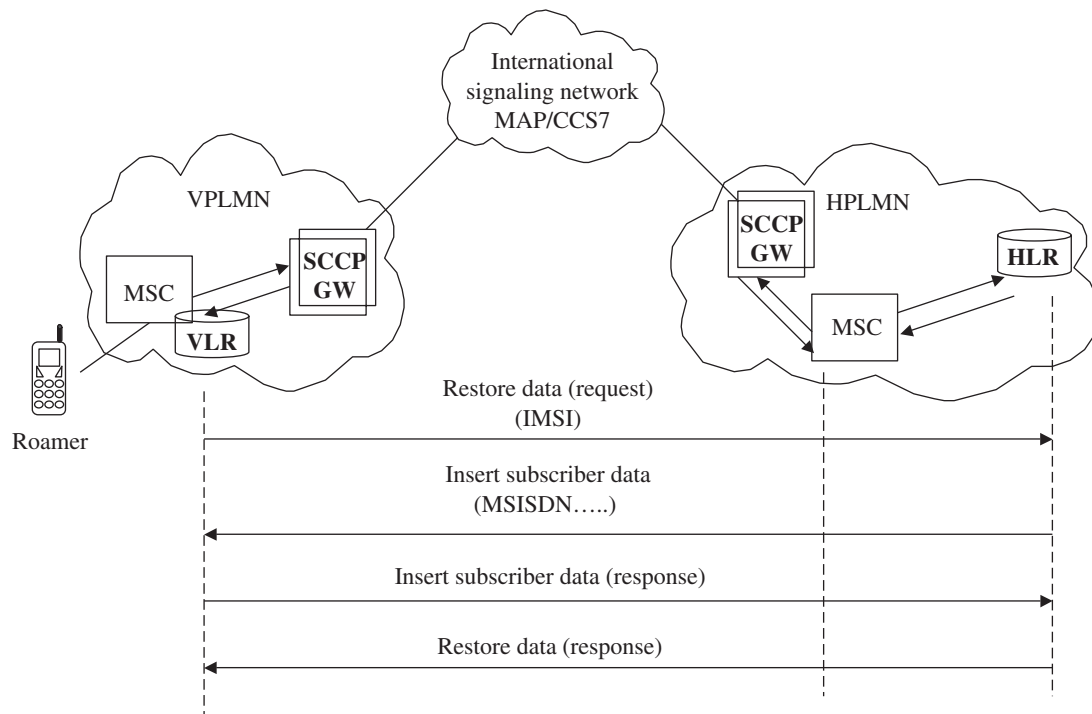 International
signaling network
MAP/CCS7
VPLMN
HPLMN
SCCP
GW
SCCP
GW
HLR
MSC
VLR
MSC
Roamer
Restore data (request)
(IMSI)
Insert subscriber data
(MSISDN…..)
Insert subscriber data (response)
Restore data (response)